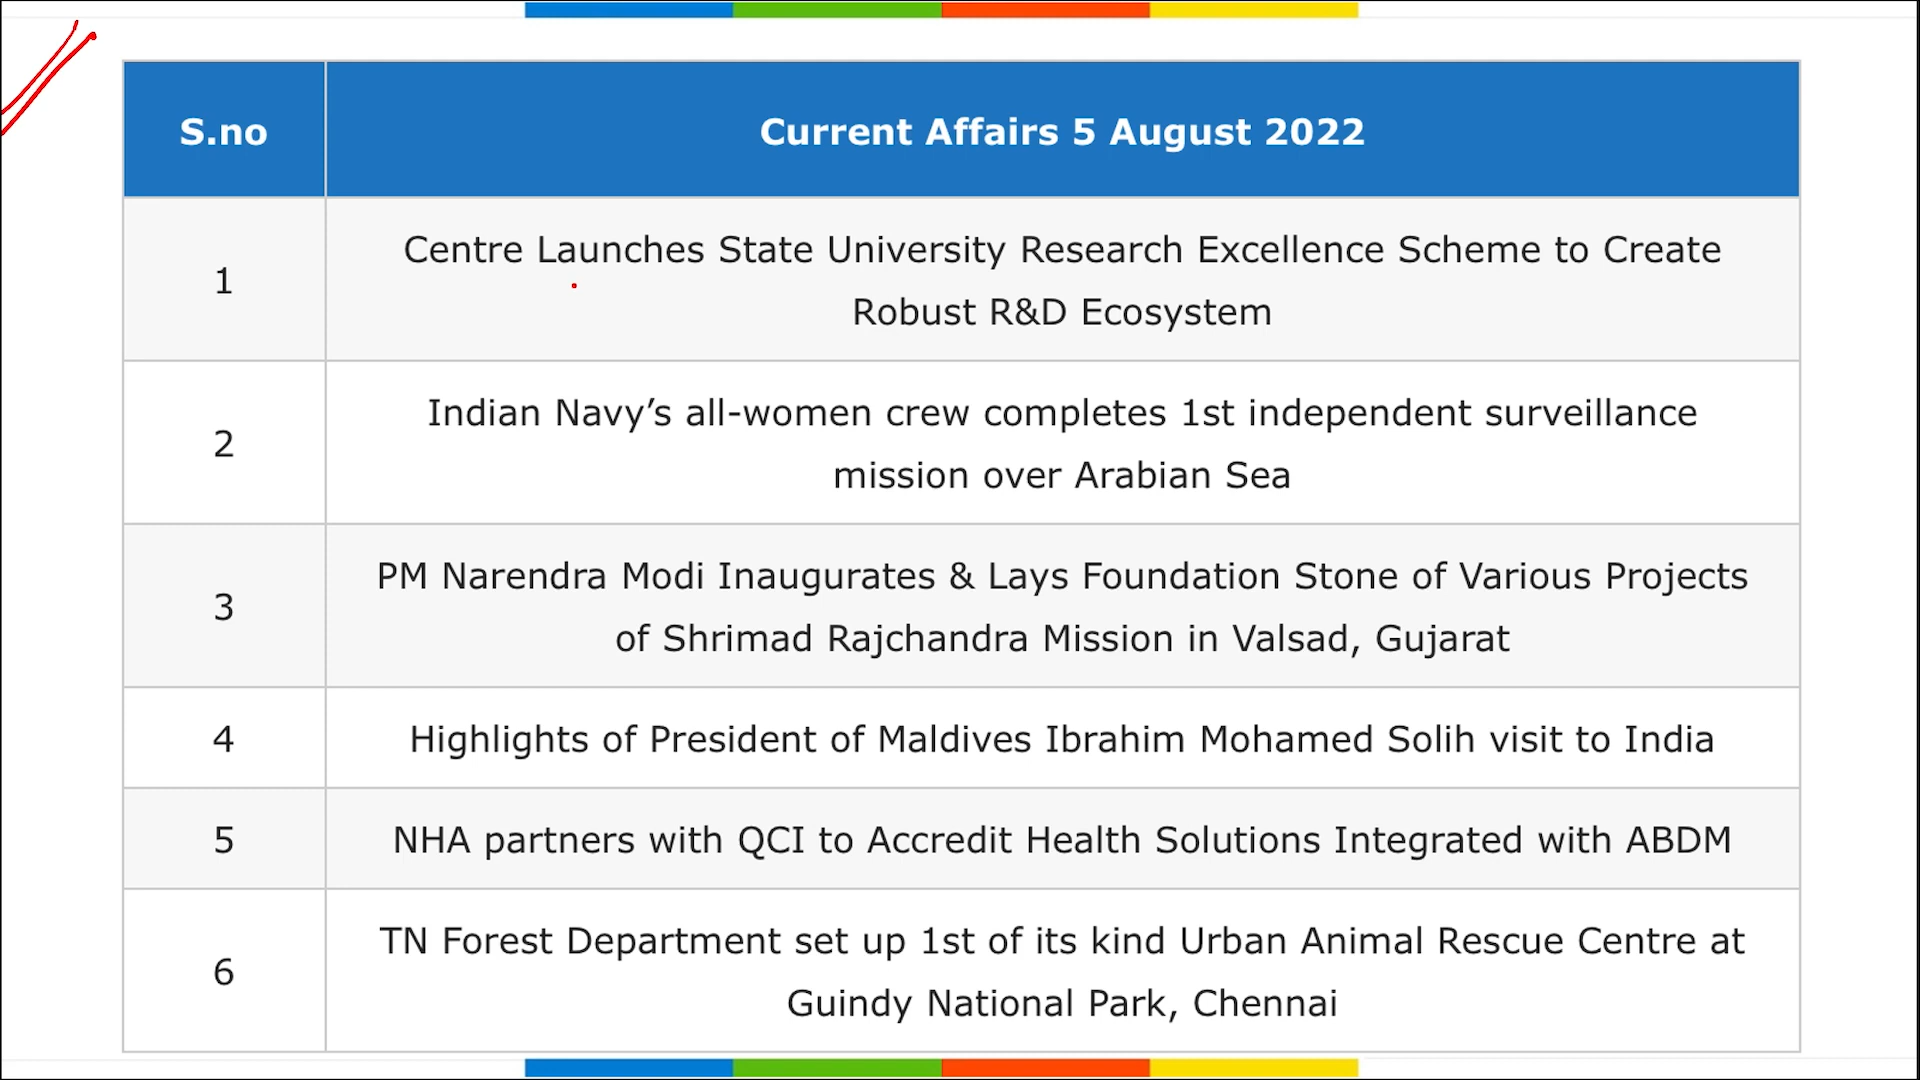 S.no
Current Affairs 5 August 2022
1
Centre Launches State University Research Excellence Scheme to Create
Robust R&D Ecosystem
2
Indian Navy’s all-women crew completes 1st independent surveillance
mission over Arabian Sea
3
PM Narendra Modi Inaugurates & Lays Foundation Stone of Various Projects
of Shrimad Rajchandra Mission in Valsad, Gujarat
4
Highlights of President of Maldives Ibrahim Mohamed Solih visit to India
5
NHA partners with QCI to Accredit Health Solutions Integrated with ABDM
6
TN Forest Department set up 1st of its kind Urban Animal Rescue Centre at
Guindy National Park, Chennai